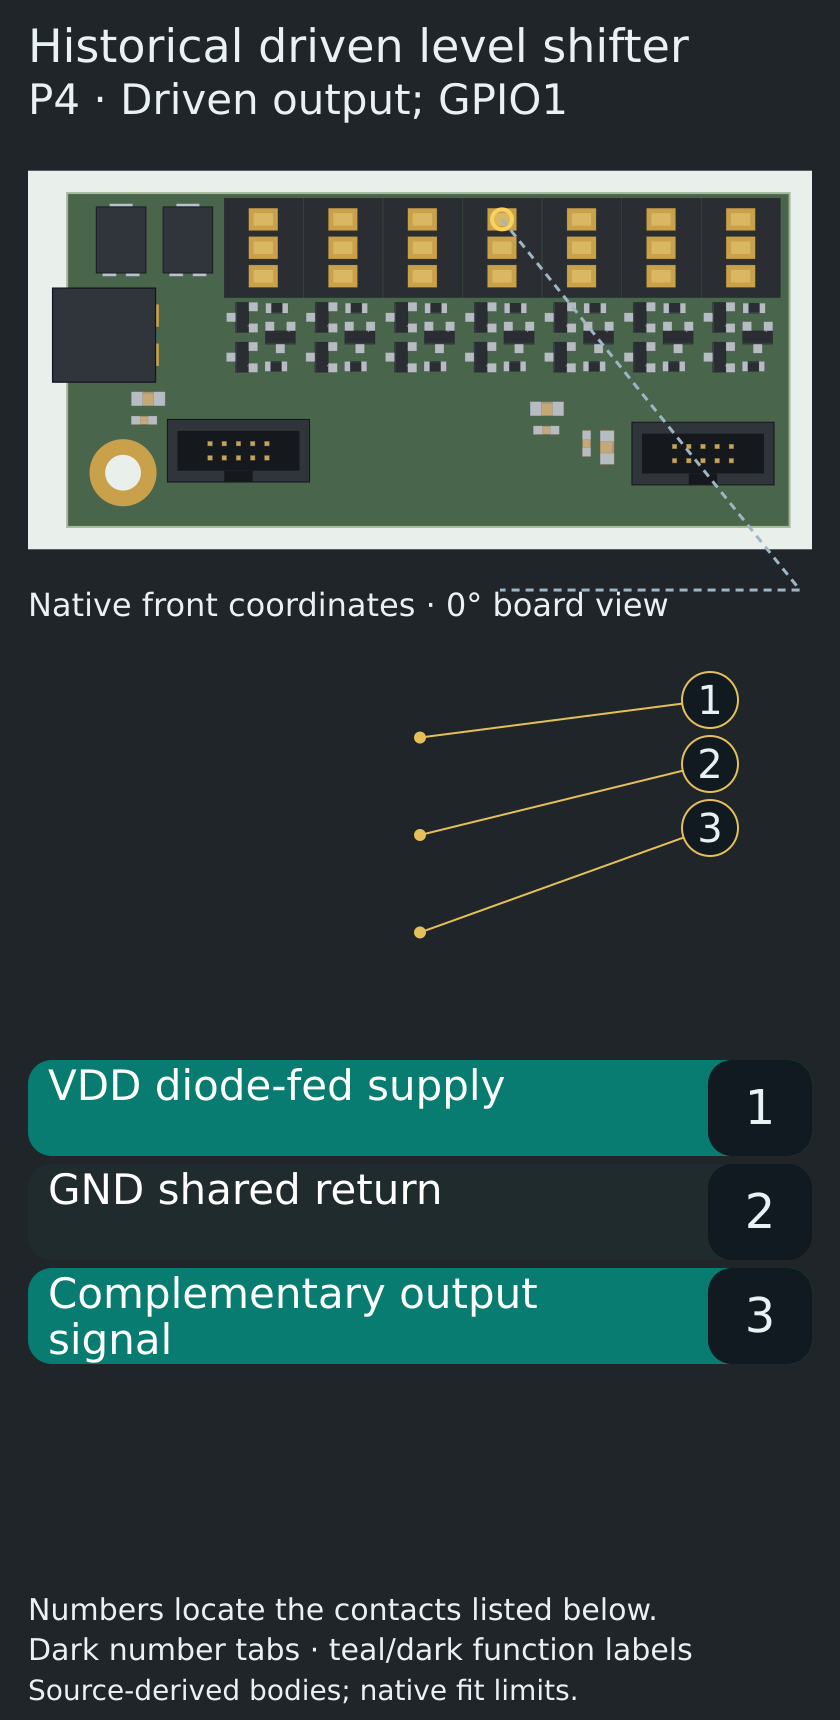 Historical driven level shifter
P4 · Driven output; GPIO1
Native front coordinates · 0° board view
1
2
3
VDD diode-fed supply
1
GND shared return
2
Complementary output
signal
3
Numbers locate the contacts listed below.
Dark number tabs · teal/dark function labels
Source-derived bodies; native fit limits.